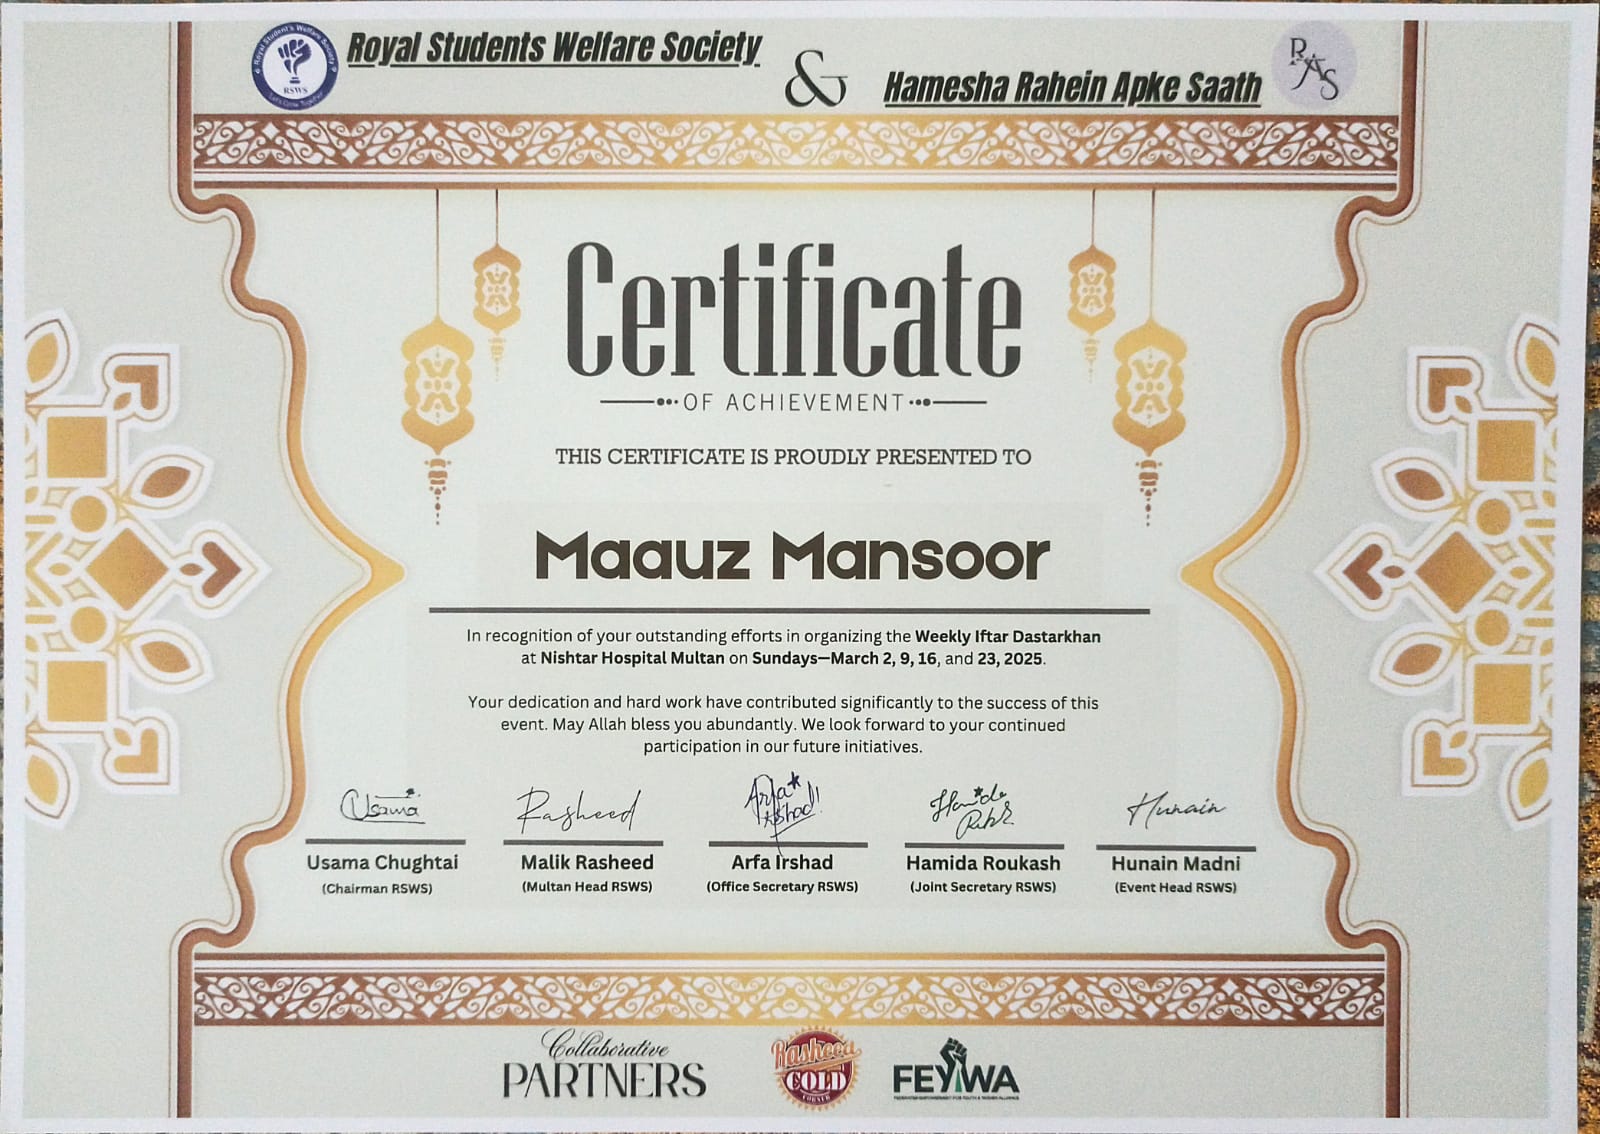 Royal Student's Welfare Society
RSWS
Let's Grow Together
Royal Students Welfare Society
&
Hamesha Rahein Apke Saath
RAS
Certificate
OF ACHIEVEMENT
THIS CERTIFICATE IS PROUDLY PRESENTED TO
Maauz Mansoor
In recognition of your outstanding efforts in organizing the Weekly Iftar Dastarkhan
at Nishtar Hospital Multan on Sundays—March 2, 9, 16, and 23, 2025.
Your dedication and hard work have contributed significantly to the success of this
event. May Allah bless you abundantly. We look forward to your continued
participation in our future initiatives.
Usama
Rasheed
Arfa
Irshad!
Hamida
Hunain
Usama Chughtai
(Chairman RSWS)
Malik Rasheed
(Multan Head RSWS)
Arfa Irshad
(Office Secretary RSWS)
Hamida Roukash
(Joint Secretary RSWS)
Hunain Madni
(Event Head RSWS)
Collaborative
PARTNERS
Rasheed
COLD
CORNER
FEYWA